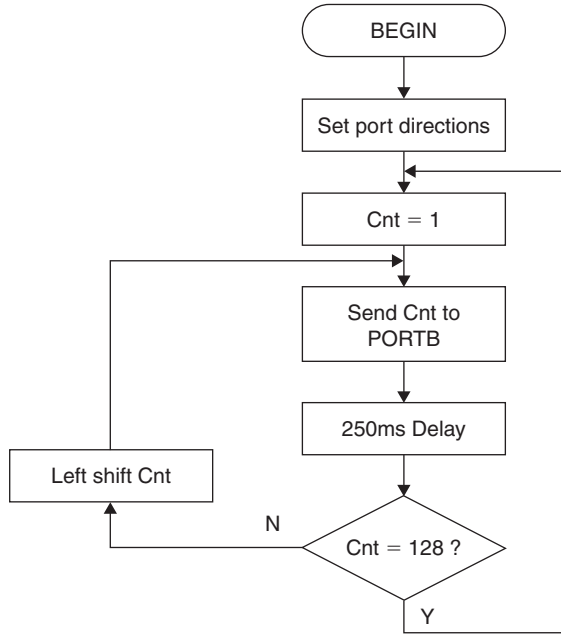 BEGIN
Set port directions
Cnt = 1
Send Cnt to
PORTB
250ms Delay
Left shift Cnt
N
Cnt = 128 ?
Y